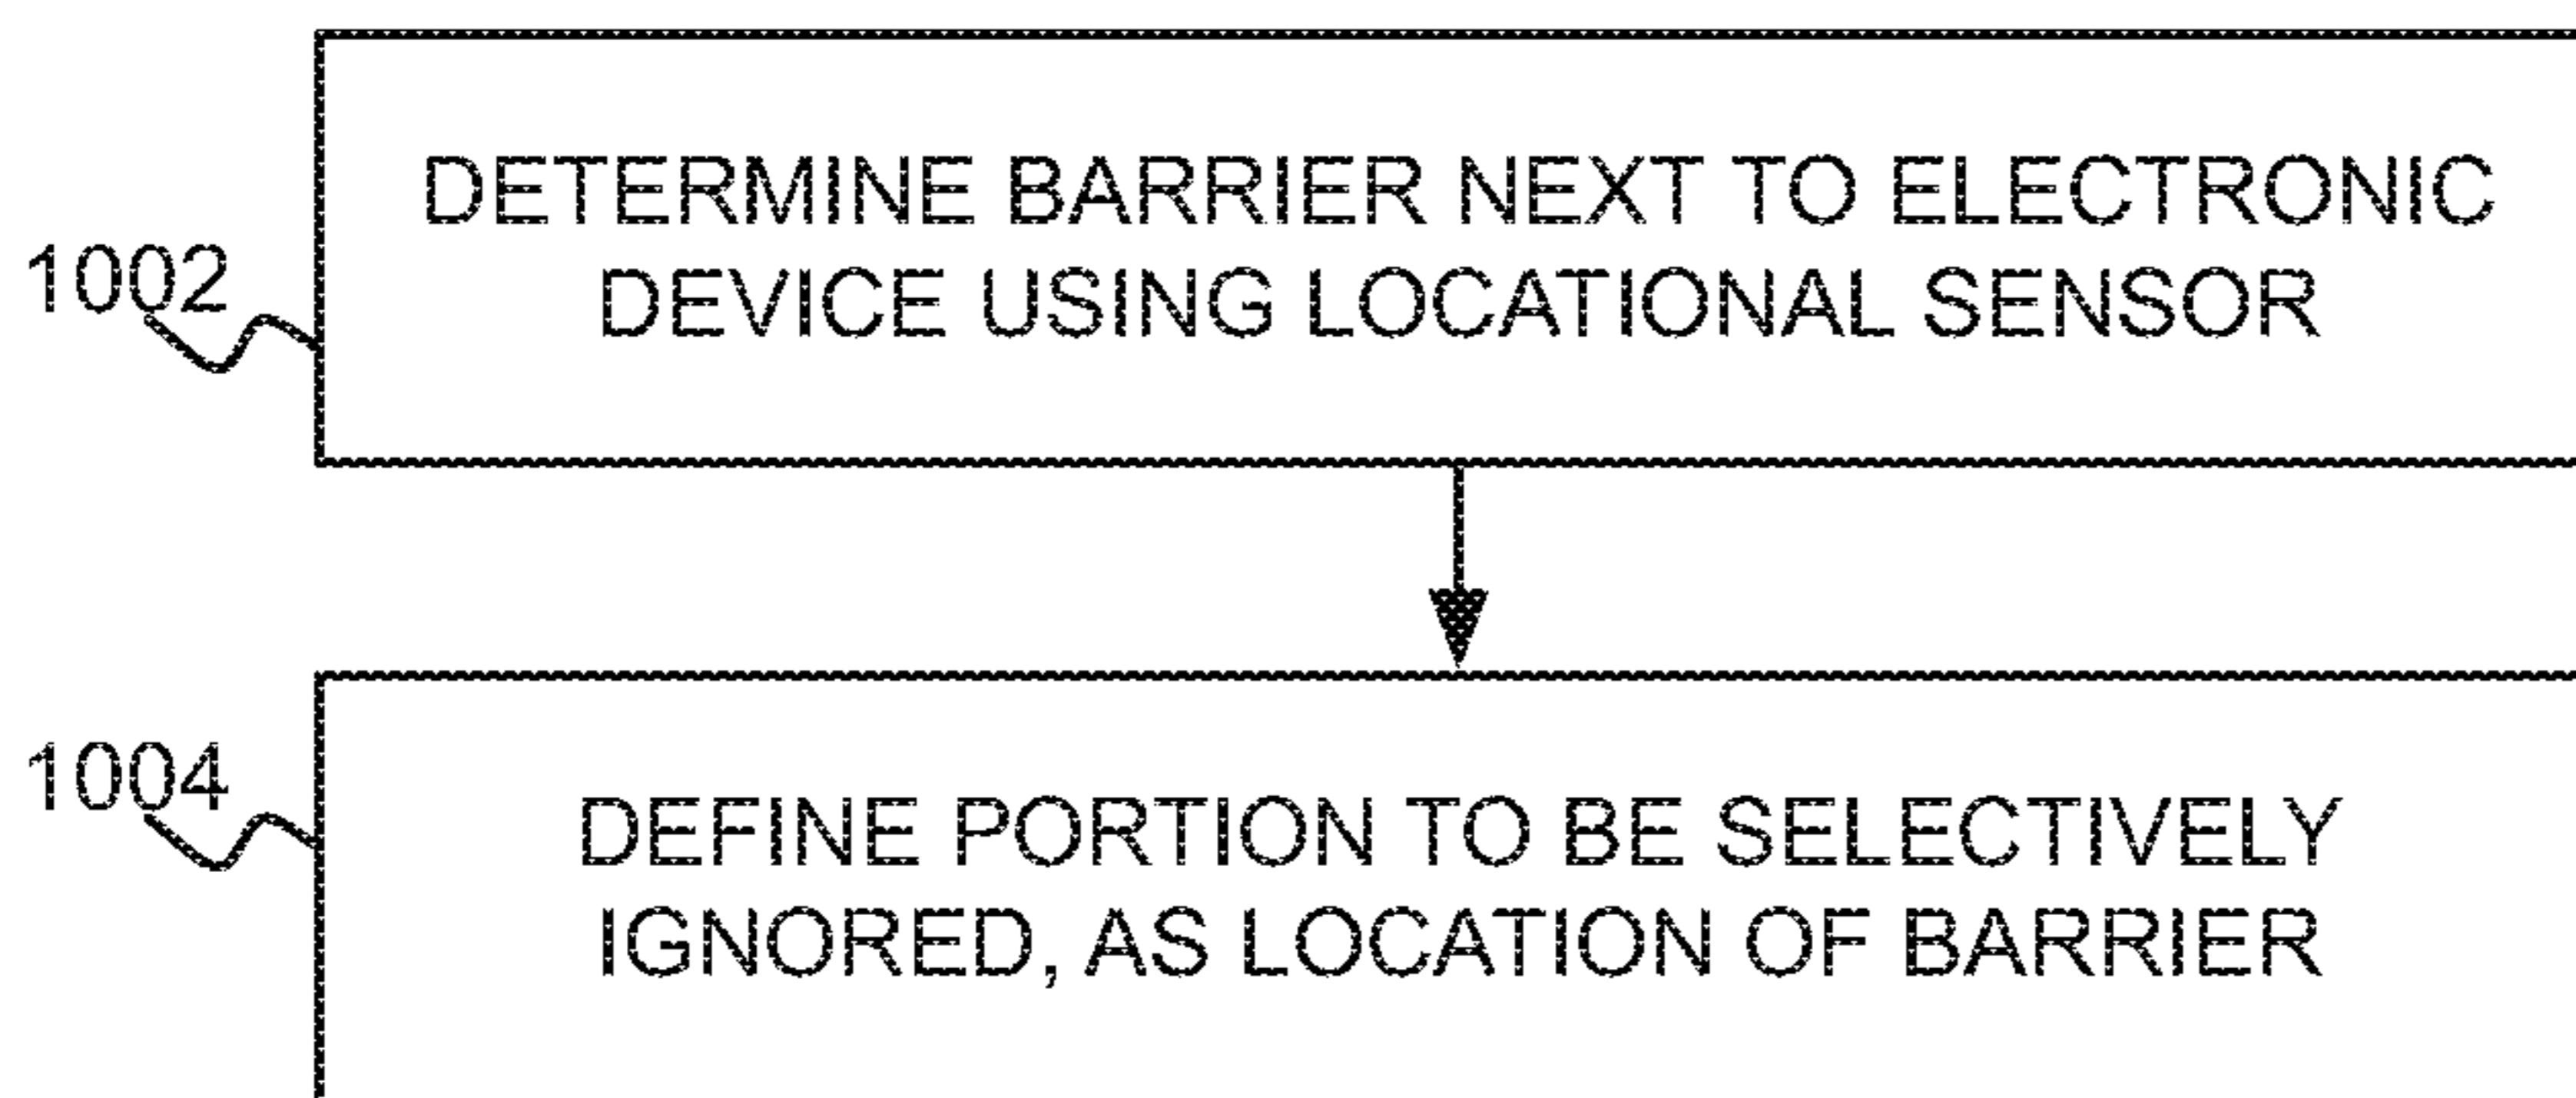 DETERMINE BARRIER NEXT TO ELECTRONIC
DEVICE USING LOCATIONAL SENSOR
1002
DEFINE PORTION TO BE SELECTIVELY
IGNORED, AS LOCATION OF BARRIER
1004